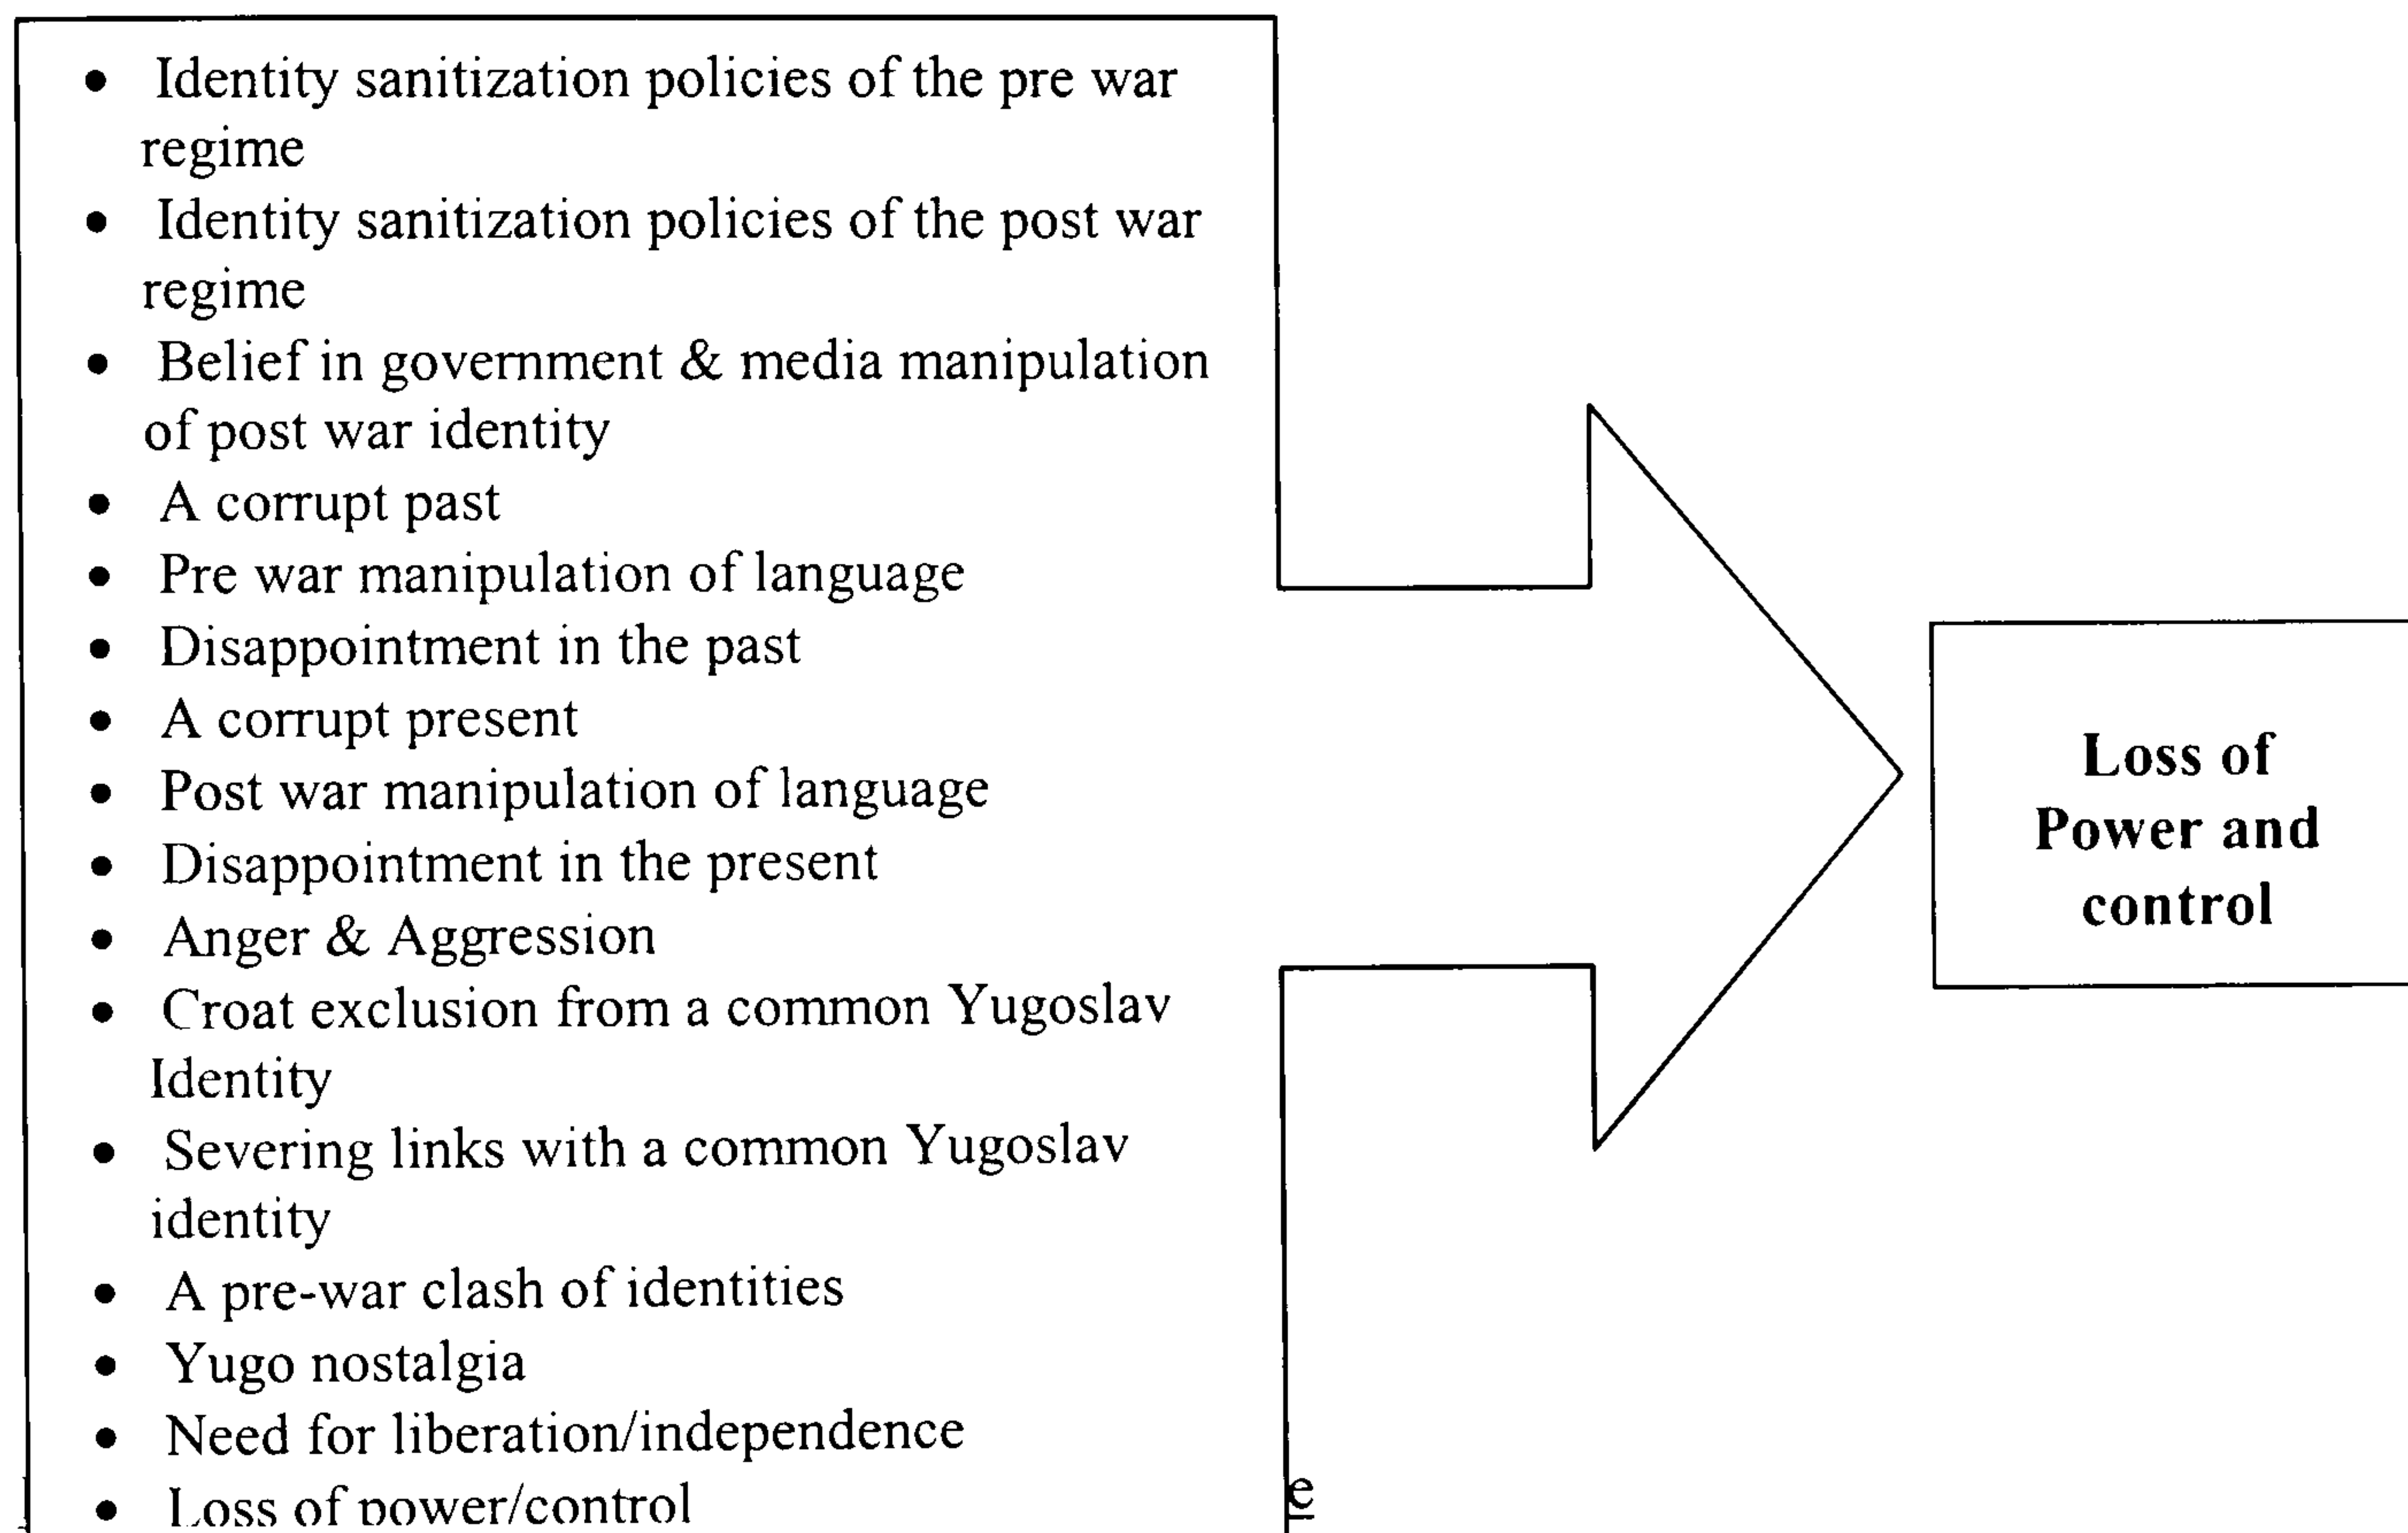 • Identity sanitization policies of the pre war
regime
• Identity sanitization policies of the post war
regime
• Belief in government & media manipulation
of post war identity
• A corrupt past
• Pre war manipulation of language
• Disappointment in the past
• A corrupt present
• Post war manipulation of language
• Disappointment in the present
• Anger & Aggression
• Croat exclusion from a common Yugoslav
Identity
• Severing links with a common Yugoslav
identity
• A pre-war clash of identities
• Yugo nostalgia
• Need for liberation/independence
• Loss of power/control
e
Loss of
Power and
control